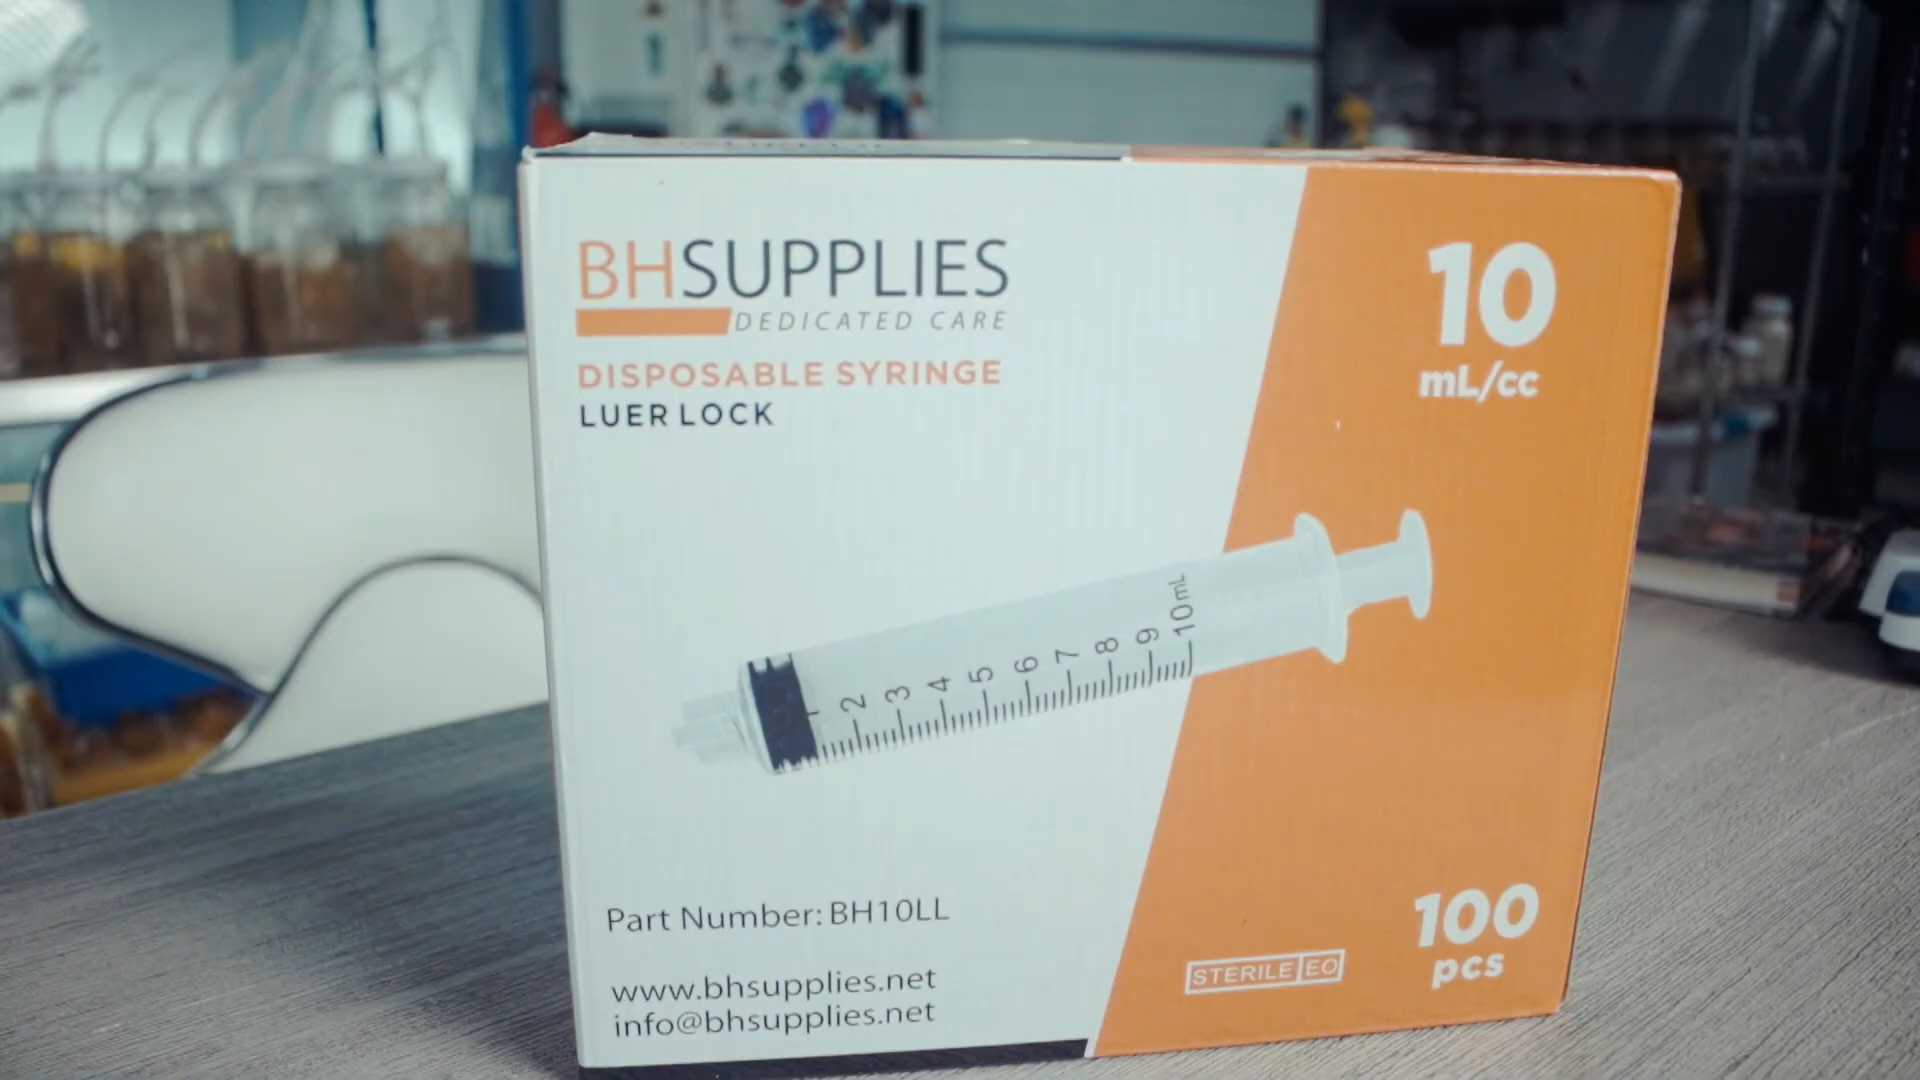 BHSUPPLIES
DEDICATED CARE
DISPOSABLE SYRINGE
LUER LOCK
10
mL/cc
2 3 4 5 6 7 8 9 10mL
Part Number: BH10LL
www.bhsupplies.net
info@bhsupplies.net
STERILE EO
100
pcs